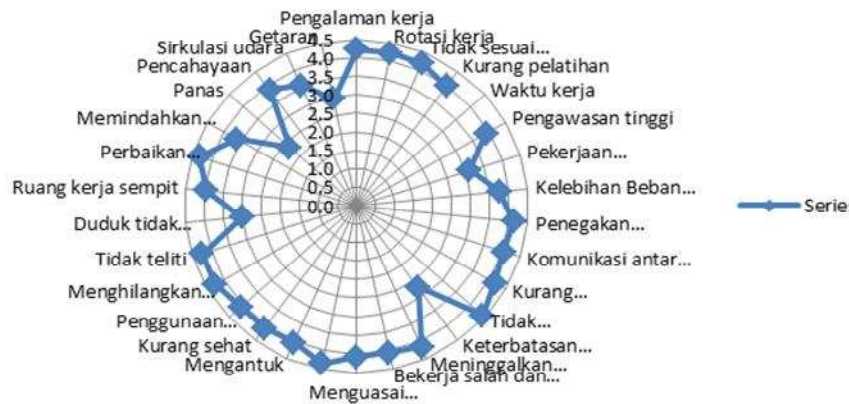 Pengalaman kerja
Rotasi kerja
Tidak sesuai...
Kurang pelatihan
Waktu kerja
Pengawasan tinggi
Pekerjaan...
Kelebihan Beban...
Penegakan...
Komunikasi antar...
Kurang...
Tidak...
Keterbatasan...
Meninggalkan...
Bekerja salah dan...
Menguasai...
Mengantuk
Kurang sehat
Penggunaan...
Menghilangkan...
Tidak teliti
Duduk tidak...
Ruang kerja sempit
Perbaikan...
Memindahkan...
Panas
Pencahayaan
Sirkulasi udara
Getaran
4.5
4.0
3.5
3.0
2.5
2.0
1.5
1.0
0.5
0.0
Series